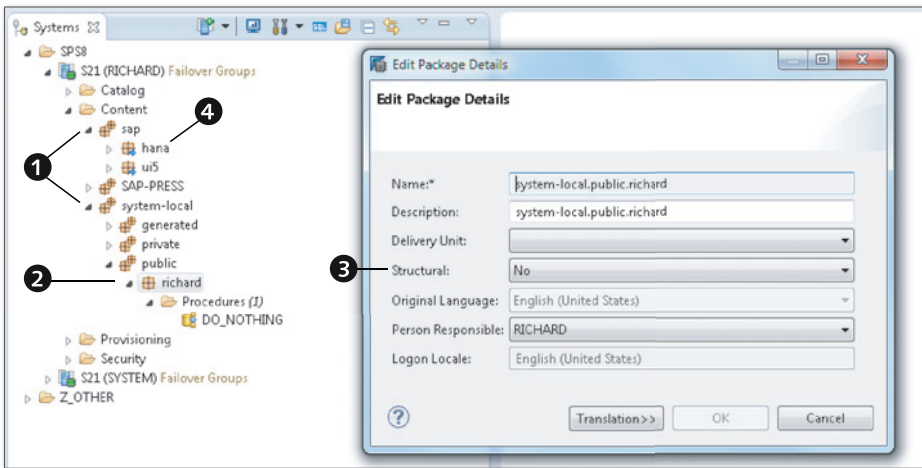 Systems
SPS8
S21 (RICHARD) Failover Groups
Catalog
Content
4
sap
hana
1
ui5
SAP-PRESS
system-local
generated
private
public
2
richard
Procedures (1)
DO_NOTHING
Provisioning
Security
S21 (SYSTEM) Failover Groups
Z_OTHER
Edit Package Details
Edit Package Details
Name:* system-local.public.richard
Description: system-local.public.richard
Delivery Unit:
3 Structural: No
Original Language: English (United States)
Person Responsible: RICHARD
Logon Locale: English (United States)
? Translation>> OK Cancel